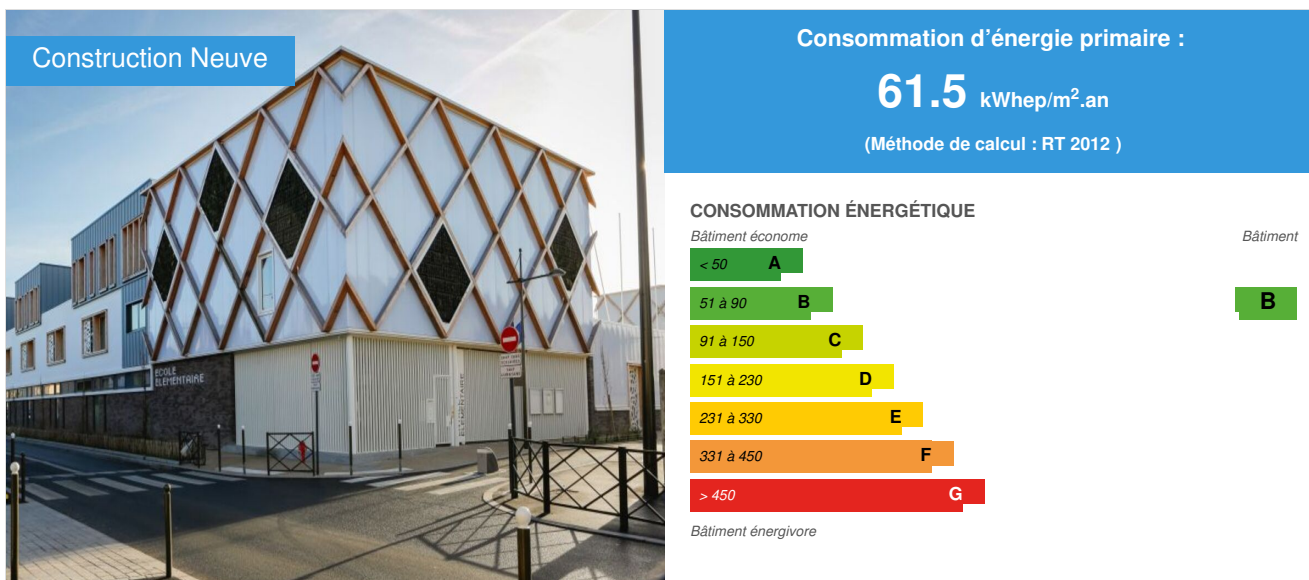 Construction Neuve
ECOLE
ELEMENTAIRE
Consommation d'énergie primaire :
61.5 kWhep/m².an
(Méthode de calcul : RT 2012 )
CONSOMMATION ÉNERGÉTIQUE
Bâtiment économe
Bâtiment
< 50 A
51 à 90 B
B
91 à 150 C
151 à 230 D
231 à 330 E
331 à 450 F
> 450 G
Bâtiment énergivore